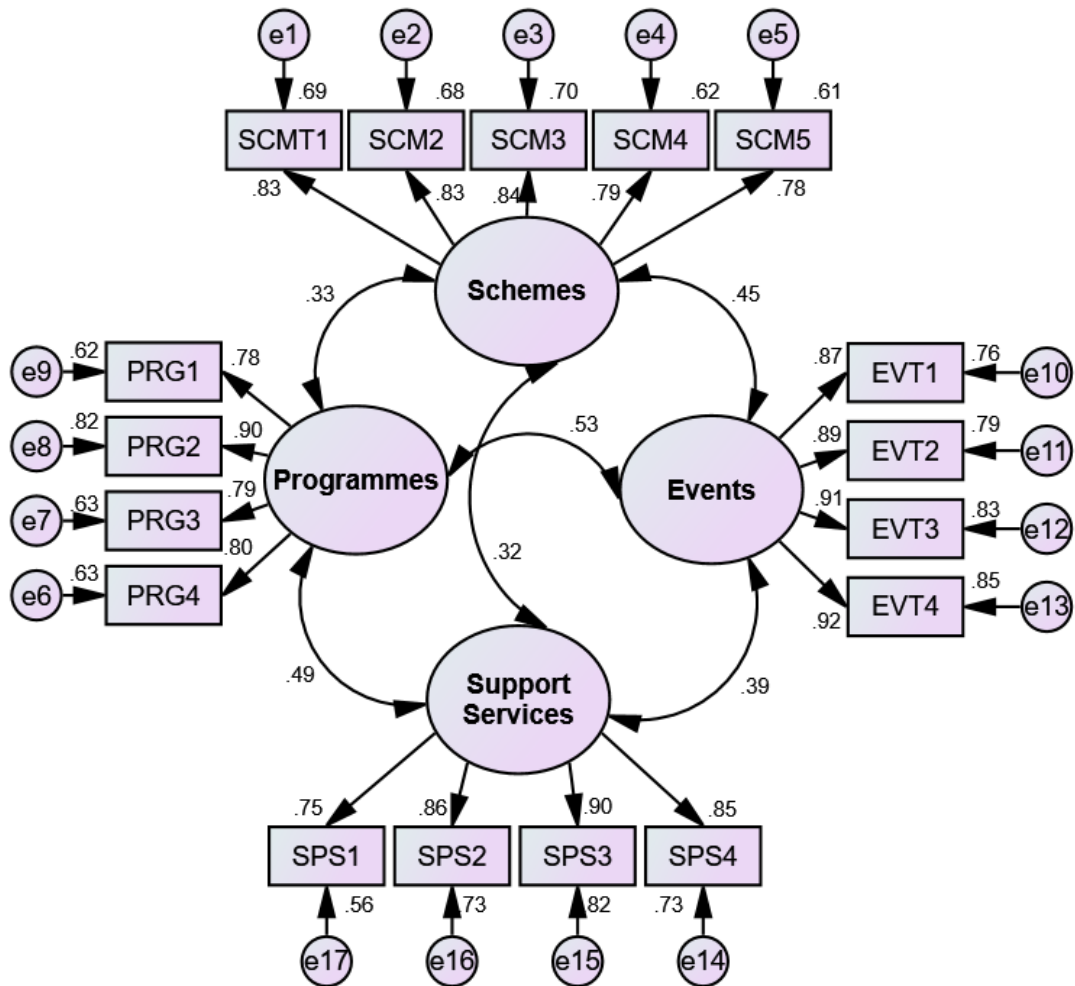 e1 e2 e3 e4 e5
.69 .68 .70 .62 .61
SCMT1 SCM2 SCM3 SCM4 SCM5
.83 .83 .84 .79 .78
Schemes
.33 .45
e9 .62 PRG1 .78
e8 .82 PRG2 .90
e7 .63 PRG3 .79
e6 .63 PRG4 .80
Programmes
.53
Events
.87 EVT1 .76 e10
.89 EVT2 .79 e11
.91 EVT3 .83 e12
.92 EVT4 .85 e13
.32
.49 .39
Support
Services
.75 .86 .90 .85
SPS1 SPS2 SPS3 SPS4
.56 .73 .82 .73
e17 e16 e15 e14